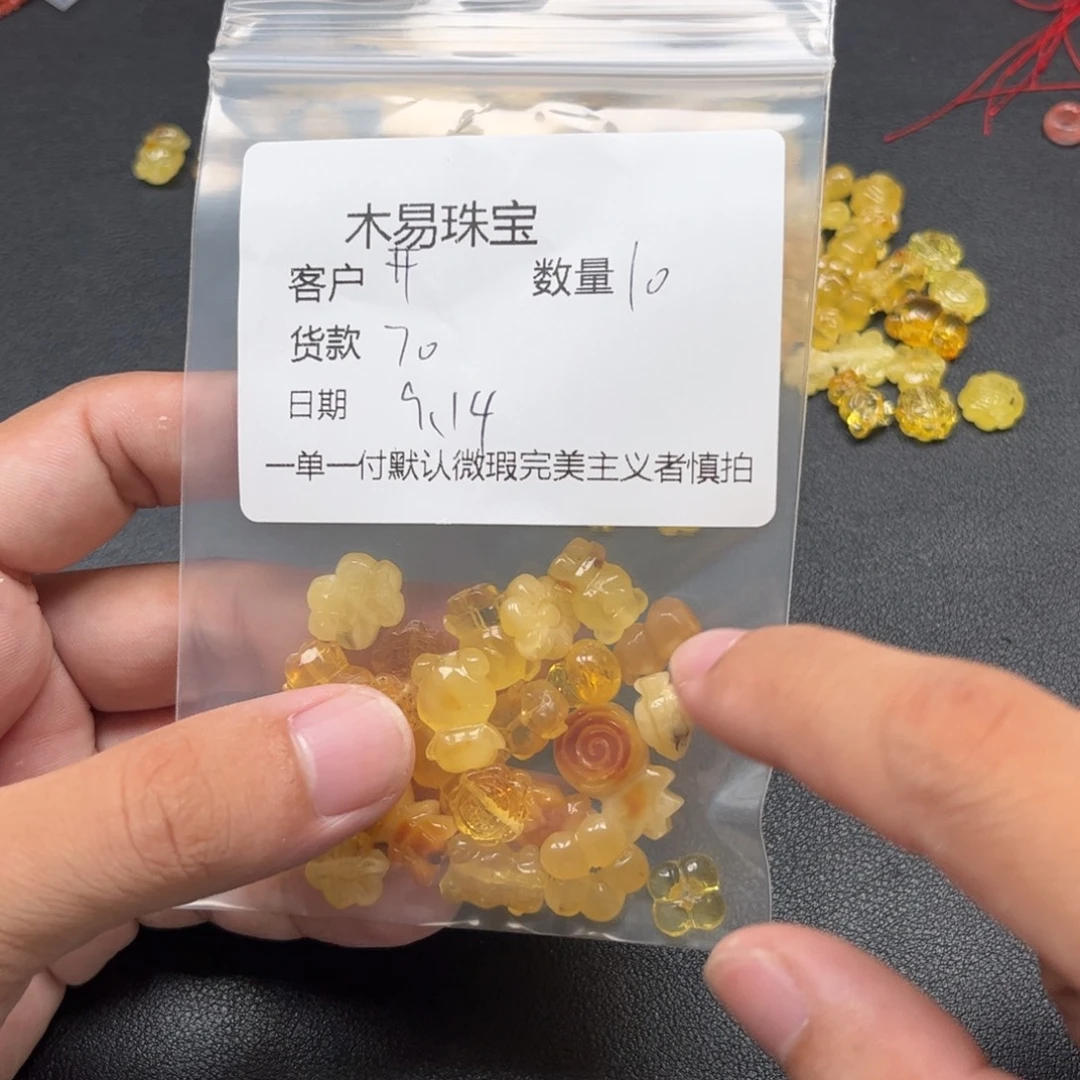 木易珠宝
客户 # 数量 10
货款 70
日期 9.14
一单一付默认微瑕完美主义者慎拍